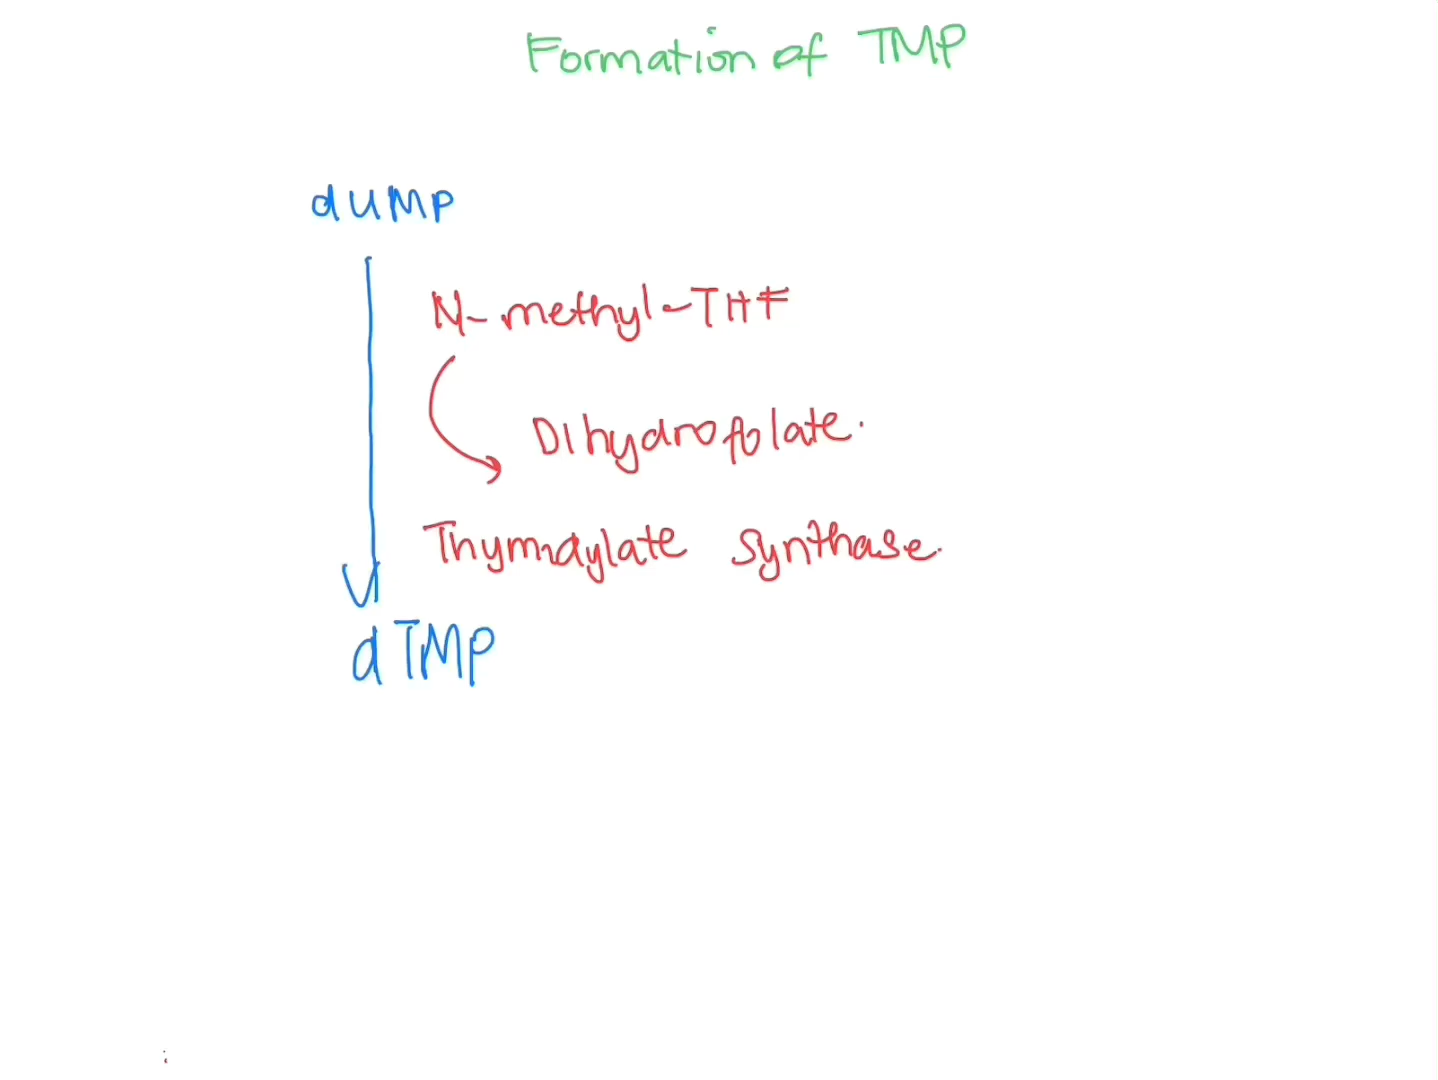 Formation of TMP
dUMP
N-methyl-THF
Dihydrofolate.
Thymidylate synthase.
dTMP